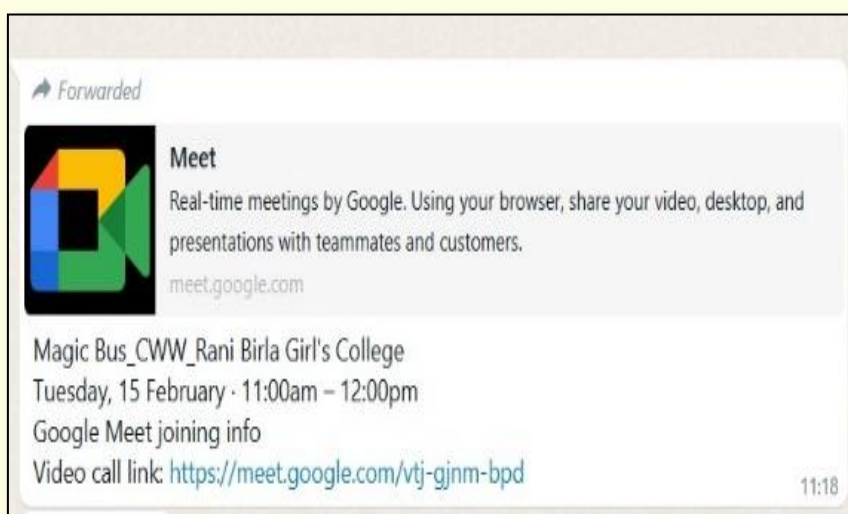 Forwarded
Meet
Real-time meetings by Google. Using your browser, share your video, desktop, and
presentations with teammates and customers.
meet.google.com
Magic Bus_CWW_Rani Birla Girl's College
Tuesday, 15 February · 11:00am – 12:00pm
Google Meet joining info
Video call link: https://meet.google.com/vtj-gjnm-bpd
11:18